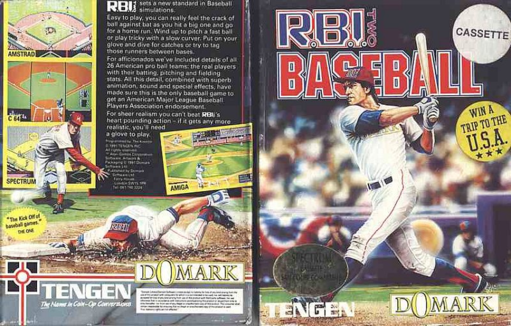 RBI2 sets a new standard in Baseball
simulations.
Easy to play, you can really feel the crack of
ball against bat as you hit a big one and go
for a home run. Wind up to pitch a fast ball
or play tricky with a slow curver. Put on your
glove and dive for catches or try to tag
those runners between bases.
For afficionados we've included details of all
26 American pro ball teams; the real players
with their batting, pitching and fielding
stats. All this detail, combined with superb
animation, sound and special effects, have
made sure this is the only baseball game to
get an American Major League Baseball
Players Association endorsement.
For sheer realism you can't beat RBI2's
heart pounding action - if it gets any more
realistic, you'll need
a glove to play.
AMSTRAD
SPECTRUM
AMIGA
"The Kick Off of
baseball games."
THE ONE
TENGEN
The Name in Coin-Op Conversions
DOMARK
R.B.I. TWO
BASEBALL
CASSETTE
WIN A
TRIP TO THE
U.S.A.
SPECTRUM
TENGEN
DOMARK